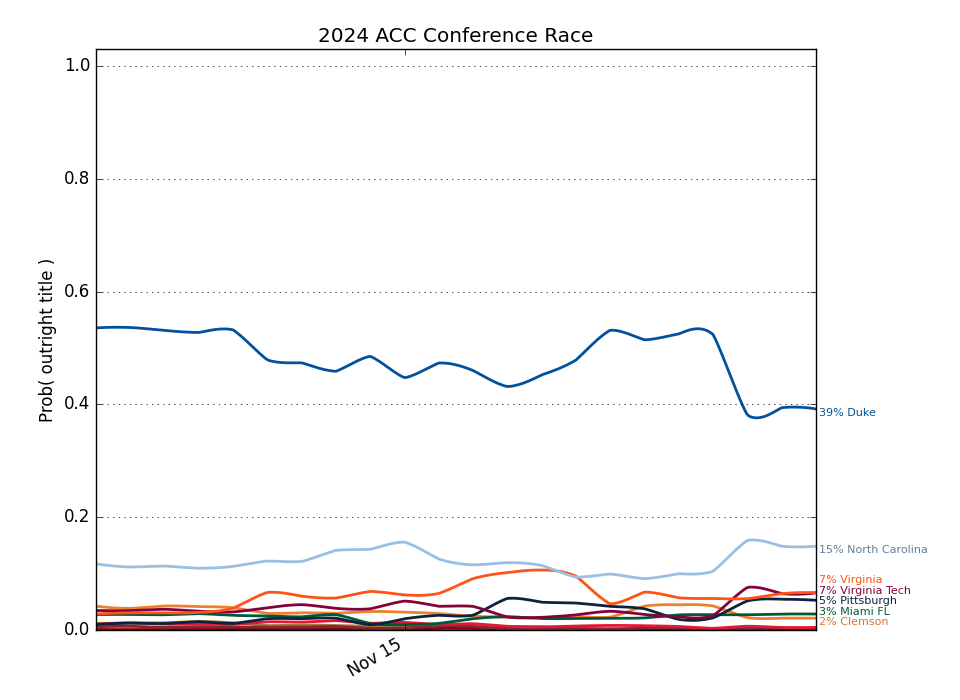 2024 ACC Conference Race
Prob( outright title )
1.0
0.8
0.6
0.4
0.2
0.0
Nov 15
39% Duke
15% North Carolina
7% Virginia
7% Virginia Tech
5% Pittsburgh
3% Miami FL
2% Clemson